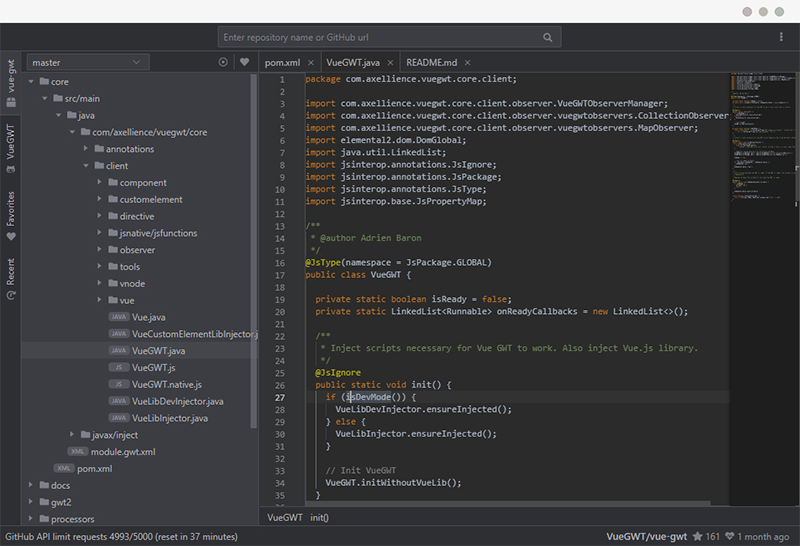 Enter repository name or GitHub url
master
pom.xml
VueGWT.java
README.md
vue-gwt
VueGWT
Favorites
Recent
core
src/main
java
com/axellience/vuegwt/core
annotations
client
component
customelement
directive
jsnative/jsfunctions
observer
tools
vnode
vue
JAVA Vue.java
JAVA VueCustomElementLibInjector.j
JAVA VueGWT.java
JS VueGWT.js
JS VueGWT.native.js
JAVA VueLibDevInjector.java
JAVA VueLibInjector.java
javax/inject
XML module.gwt.xml
XML pom.xml
docs
gwt2
processors
1 package com.axellience.vuegwt.core.client;
2
3 import com.axellience.vuegwt.core.client.observer.VueGWTObserverManager;
4 import com.axellience.vuegwt.core.client.observer.vuegwtobservers.CollectionObserver
5 import com.axellience.vuegwt.core.client.observer.vuegwtobservers.MapObserver;
6 import elemental2.dom.DomGlobal;
7 import java.util.LinkedList;
8 import jsinterop.annotations.JsIgnore;
9 import jsinterop.annotations.JsPackage;
10 import jsinterop.annotations.JsType;
11 import jsinterop.base.JsPropertyMap;
12
13 /**
14 * @author Adrien Baron
15 */
16 @JsType(namespace = JsPackage.GLOBAL)
17 public class VueGWT {
18
19 private static boolean isReady = false;
20 private static LinkedList<Runnable> onReadyCallbacks = new LinkedList<>();
21
22 /**
23 * Inject scripts necessary for Vue GWT to work. Also inject Vue.js library.
24 */
25 @JsIgnore
26 public static void init() {
27 if (isDevMode()) {
28 VueLibDevInjector.ensureInjected();
29 } else {
30 VueLibInjector.ensureInjected();
31 }
32
33 // Init VueGWT
34 VueGWT.initWithoutVueLib();
35 }
VueGWT init()
GitHub API limit requests 4993/5000 (reset in 37 minutes)
VueGWT/vue-gwt 161 1 month ago